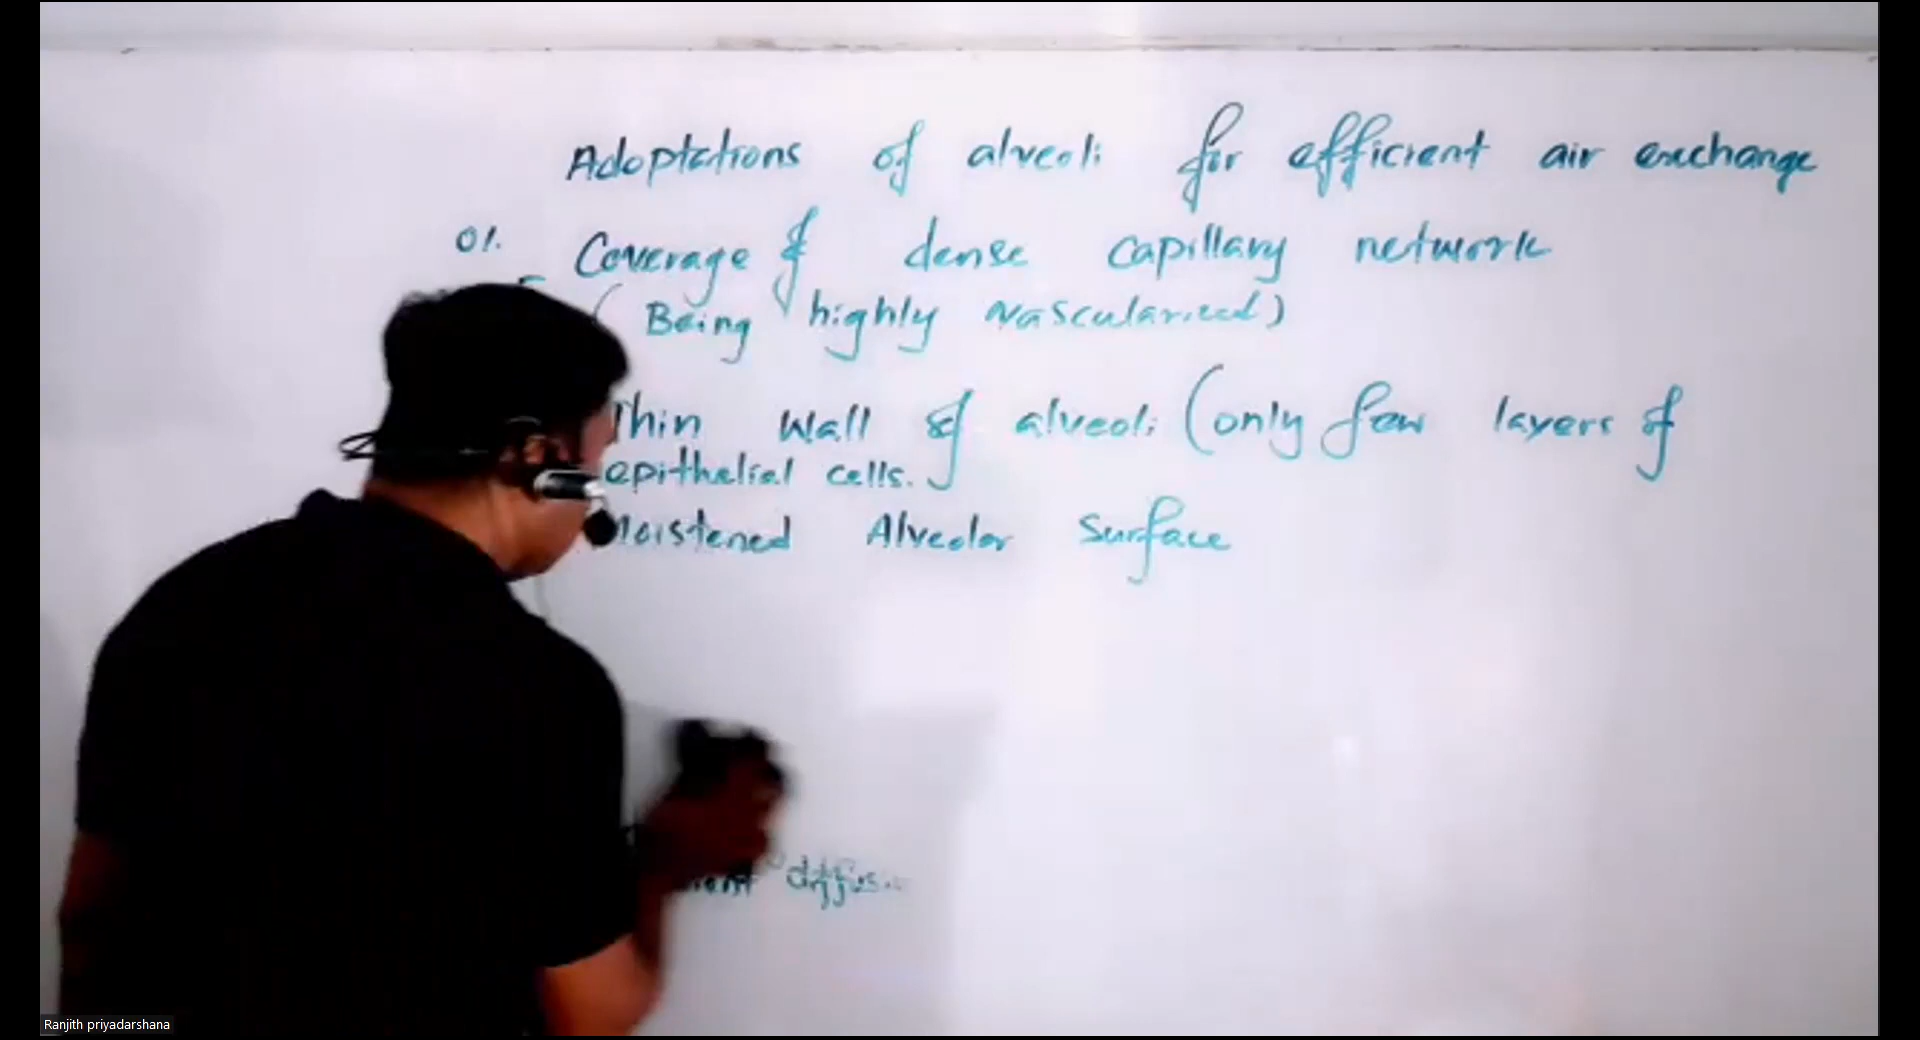 Adoptations of alveoli for efficient air exchange
01. Coverage of dense capillary network
(Being highly vascularized)
Thin wall of alveoli (only few layers of
epithelial cells.
Moistened Alveolar Surface
Ranjith priyadarshana